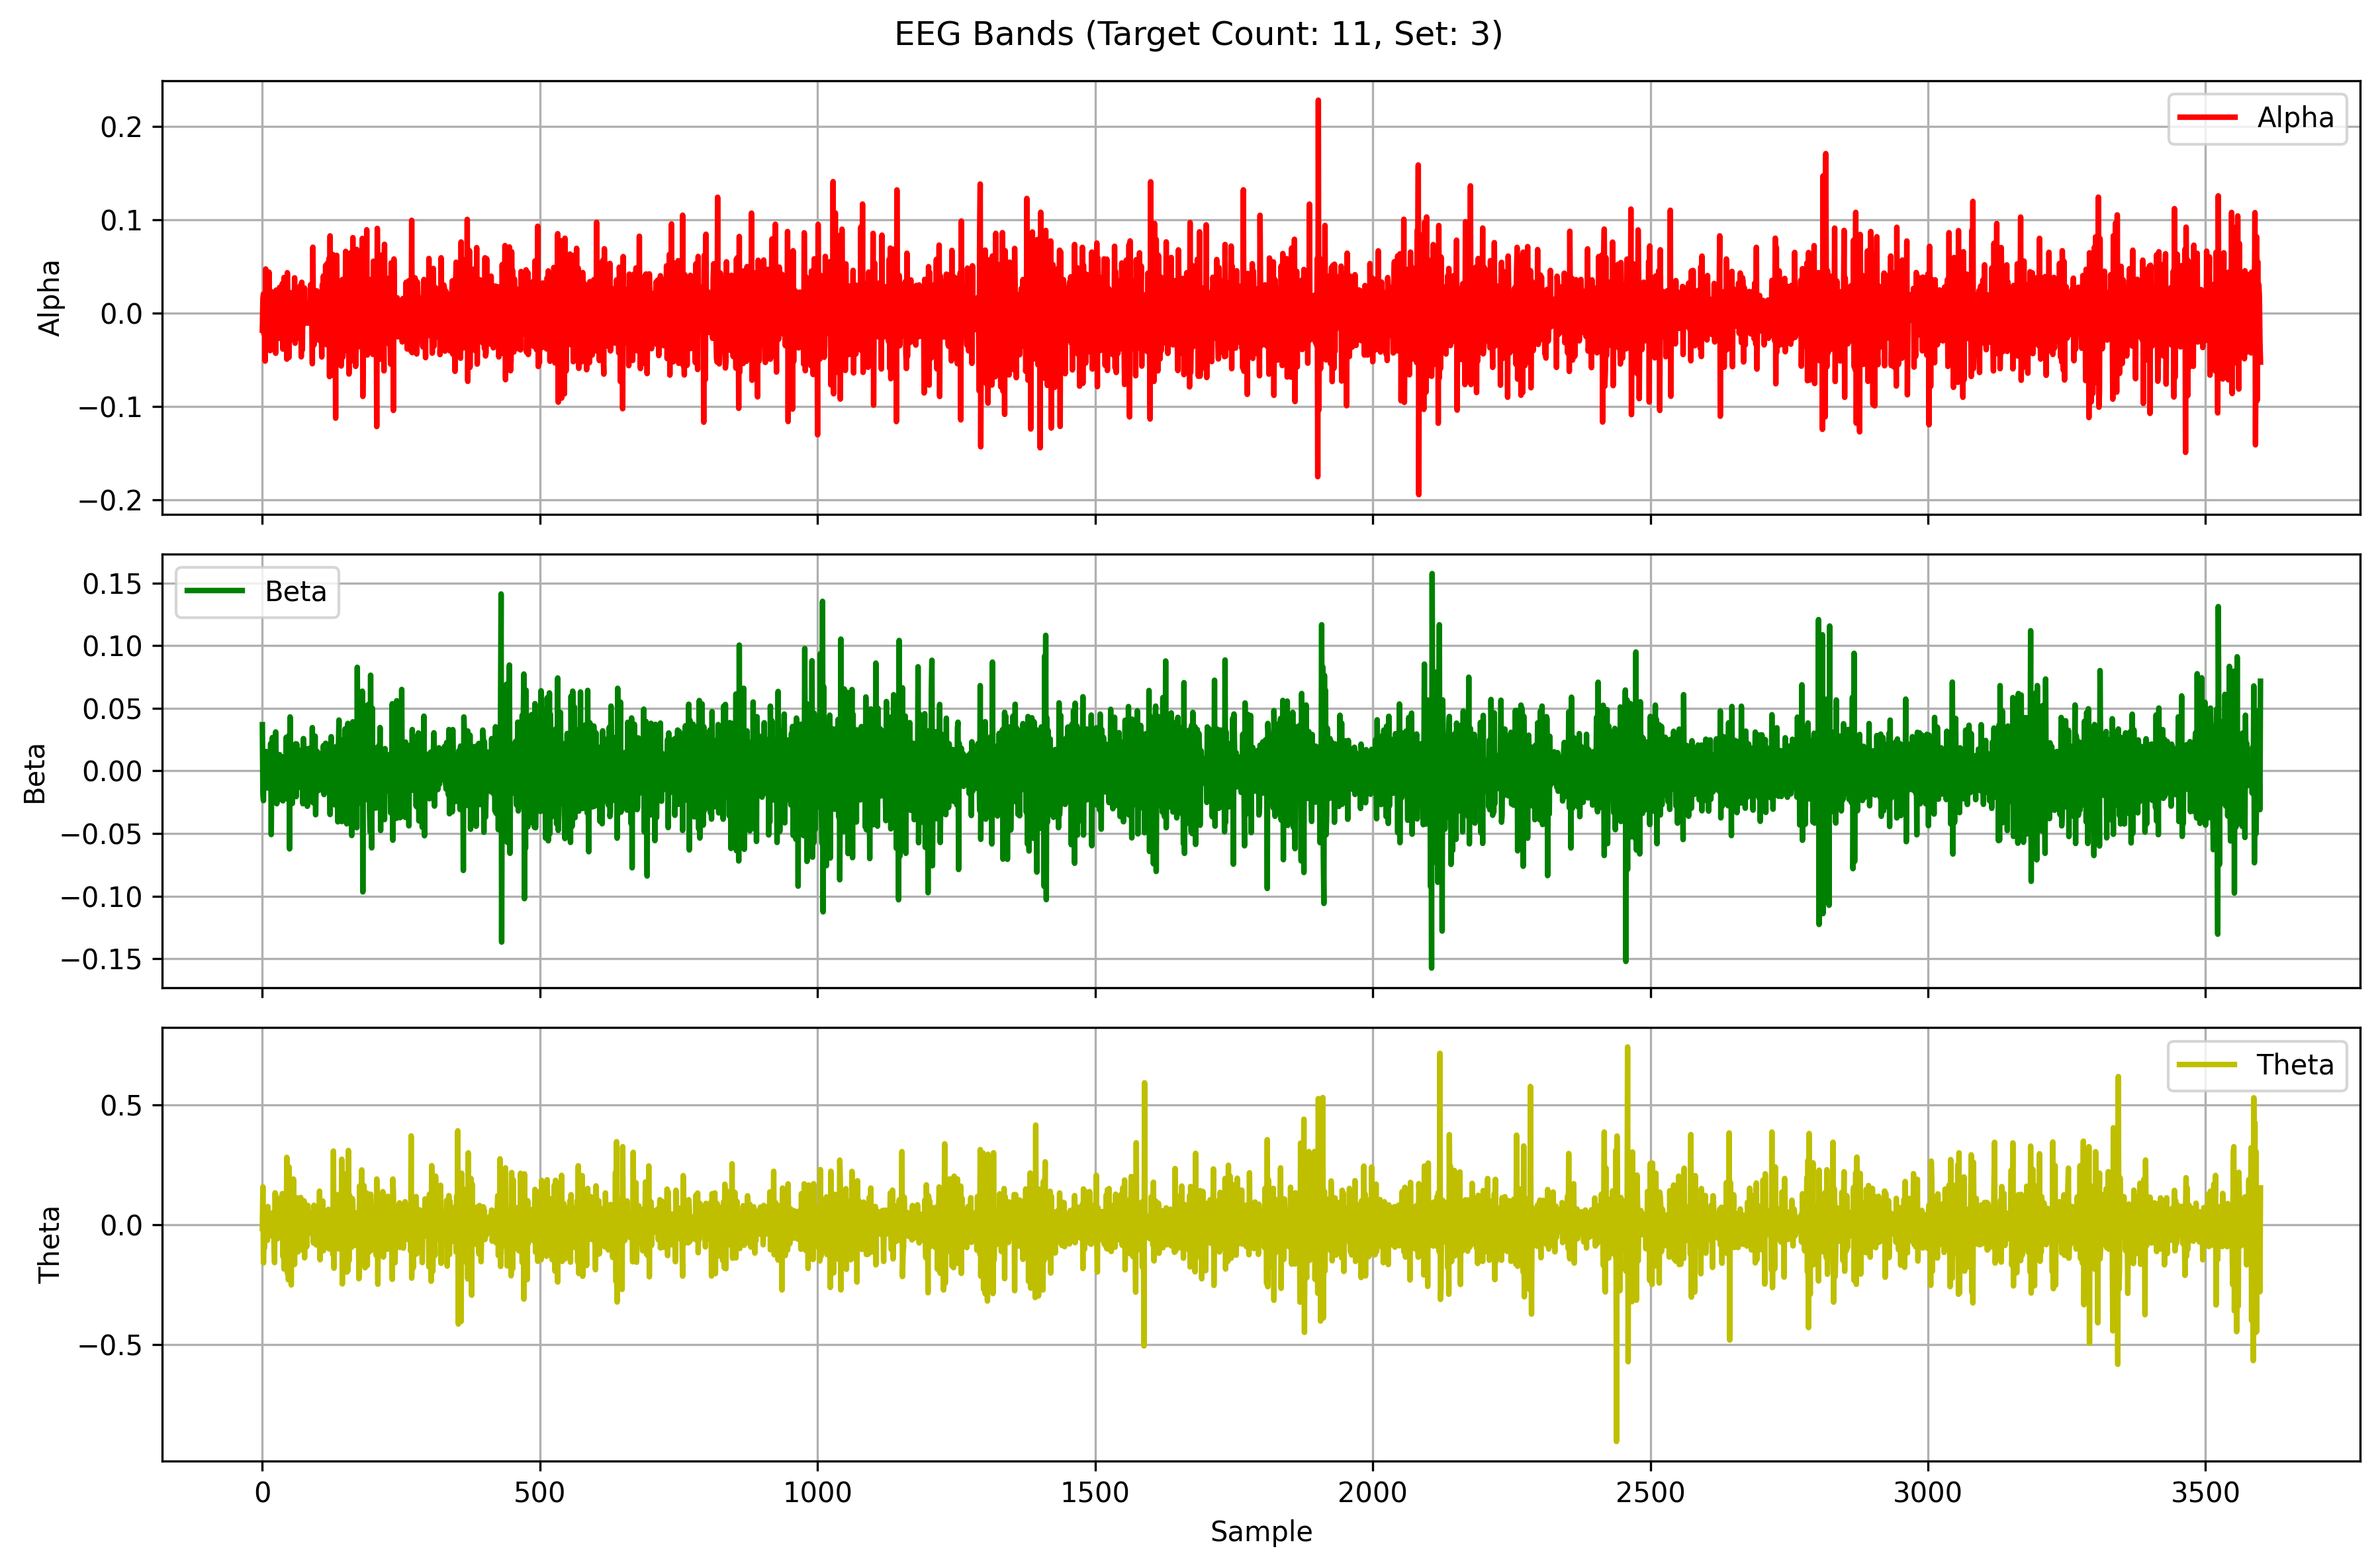 EEG Bands (Target Count: 11, Set: 3)
Alpha
0.2
0.1
0.0
−0.1
−0.2
Alpha
Beta
0.15
0.10
0.05
0.00
−0.05
−0.10
−0.15
Beta
Theta
0.5
0.0
−0.5
Theta
0 500 1000 1500 2000 2500 3000 3500
Sample